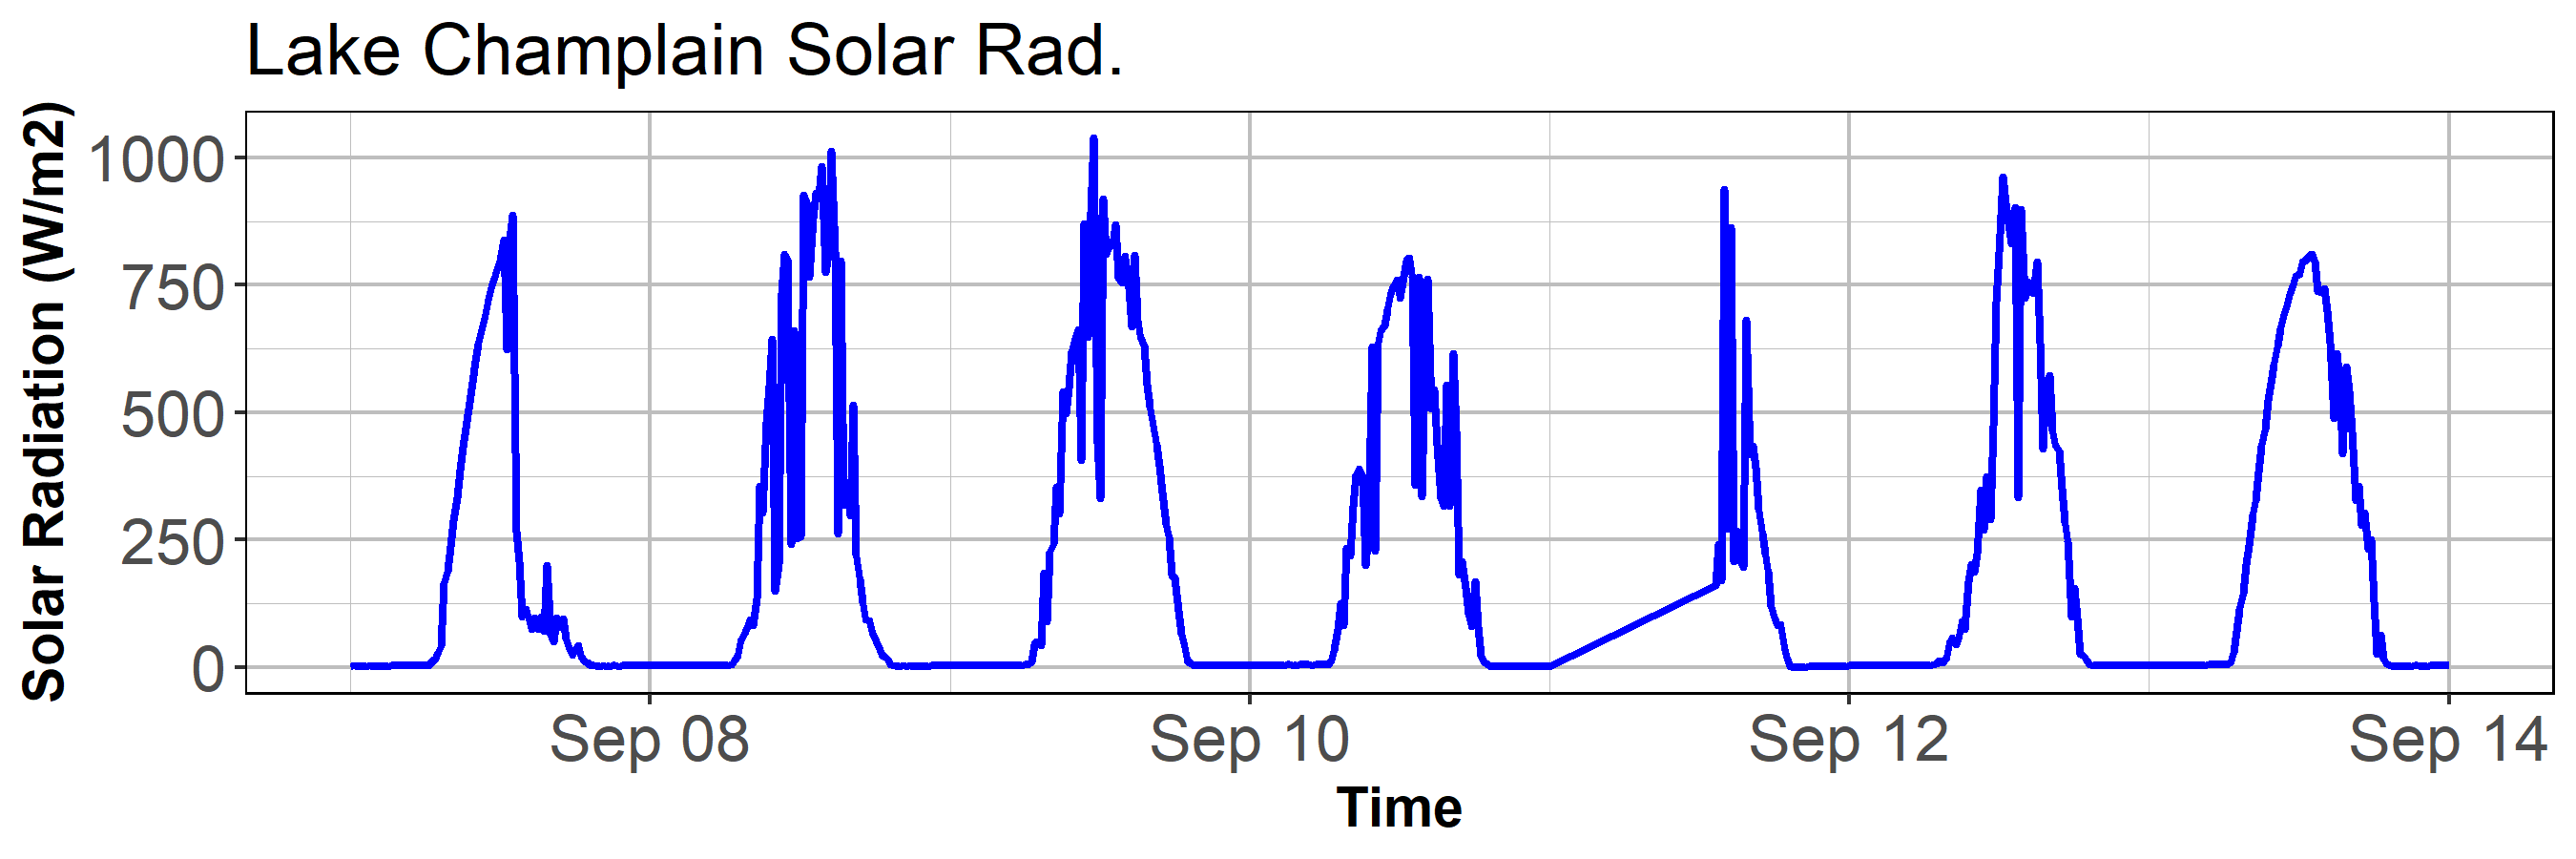 Lake Champlain Solar Rad.
Solar Radiation (W/m2)
1000
750
500
250
0
Sep 08 Sep 10 Sep 12 Sep 14
Time